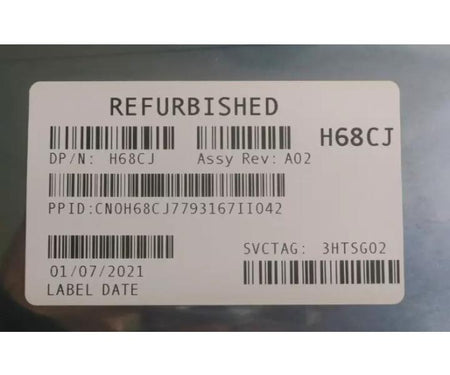 REFURBISHED
H68CJ
DP/N: H68CJ Assy Rev: A02
PPID:CN0H68CJ7793167II042
SVCTAG: 3HTSG02
01/07/2021
LABEL DATE